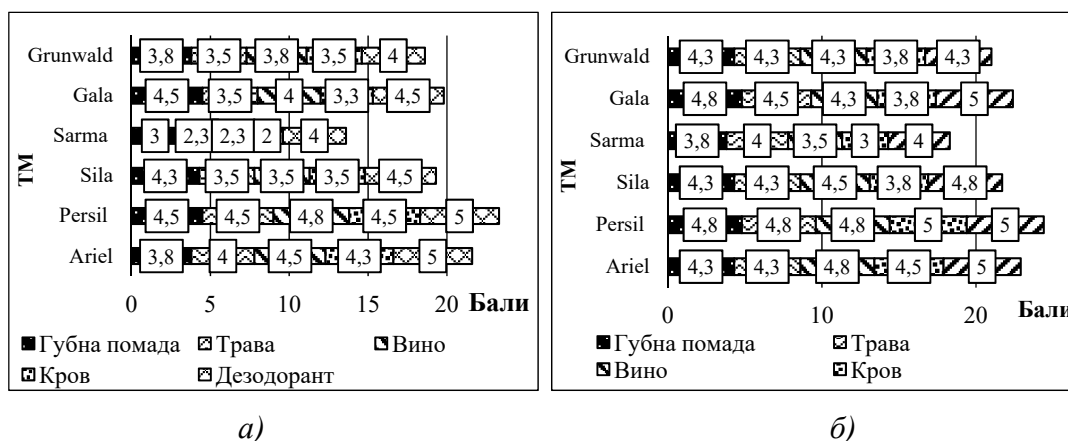 Grunwald 3,8 3,5 3,8 3,5 4
Gala 4,5 3,5 4 3,3 4,5
Sarma 3 2,3 2,3 2 4
Sila 4,3 3,5 3,5 3,5 4,5
Persil 4,5 4,5 4,8 4,5 5
Ariel 3,8 4 4,5 4,3 5
ТМ
0 5 10 15 20 Бали
Губна помада Трава Вино
Кров Дезодорант
а)
Grunwald 4,3 4,3 4,3 3,8 4,3
Gala 4,8 4,5 4,3 3,8 5
Sarma 3,8 4 3,5 3 4
Sila 4,3 4,3 4,5 3,8 4,8
Persil 4,8 4,8 4,8 5 5
Ariel 4,3 4,3 4,8 4,5 5
ТМ
0 10 20 Бали
Губна помада Трава
Вино Кров
б)